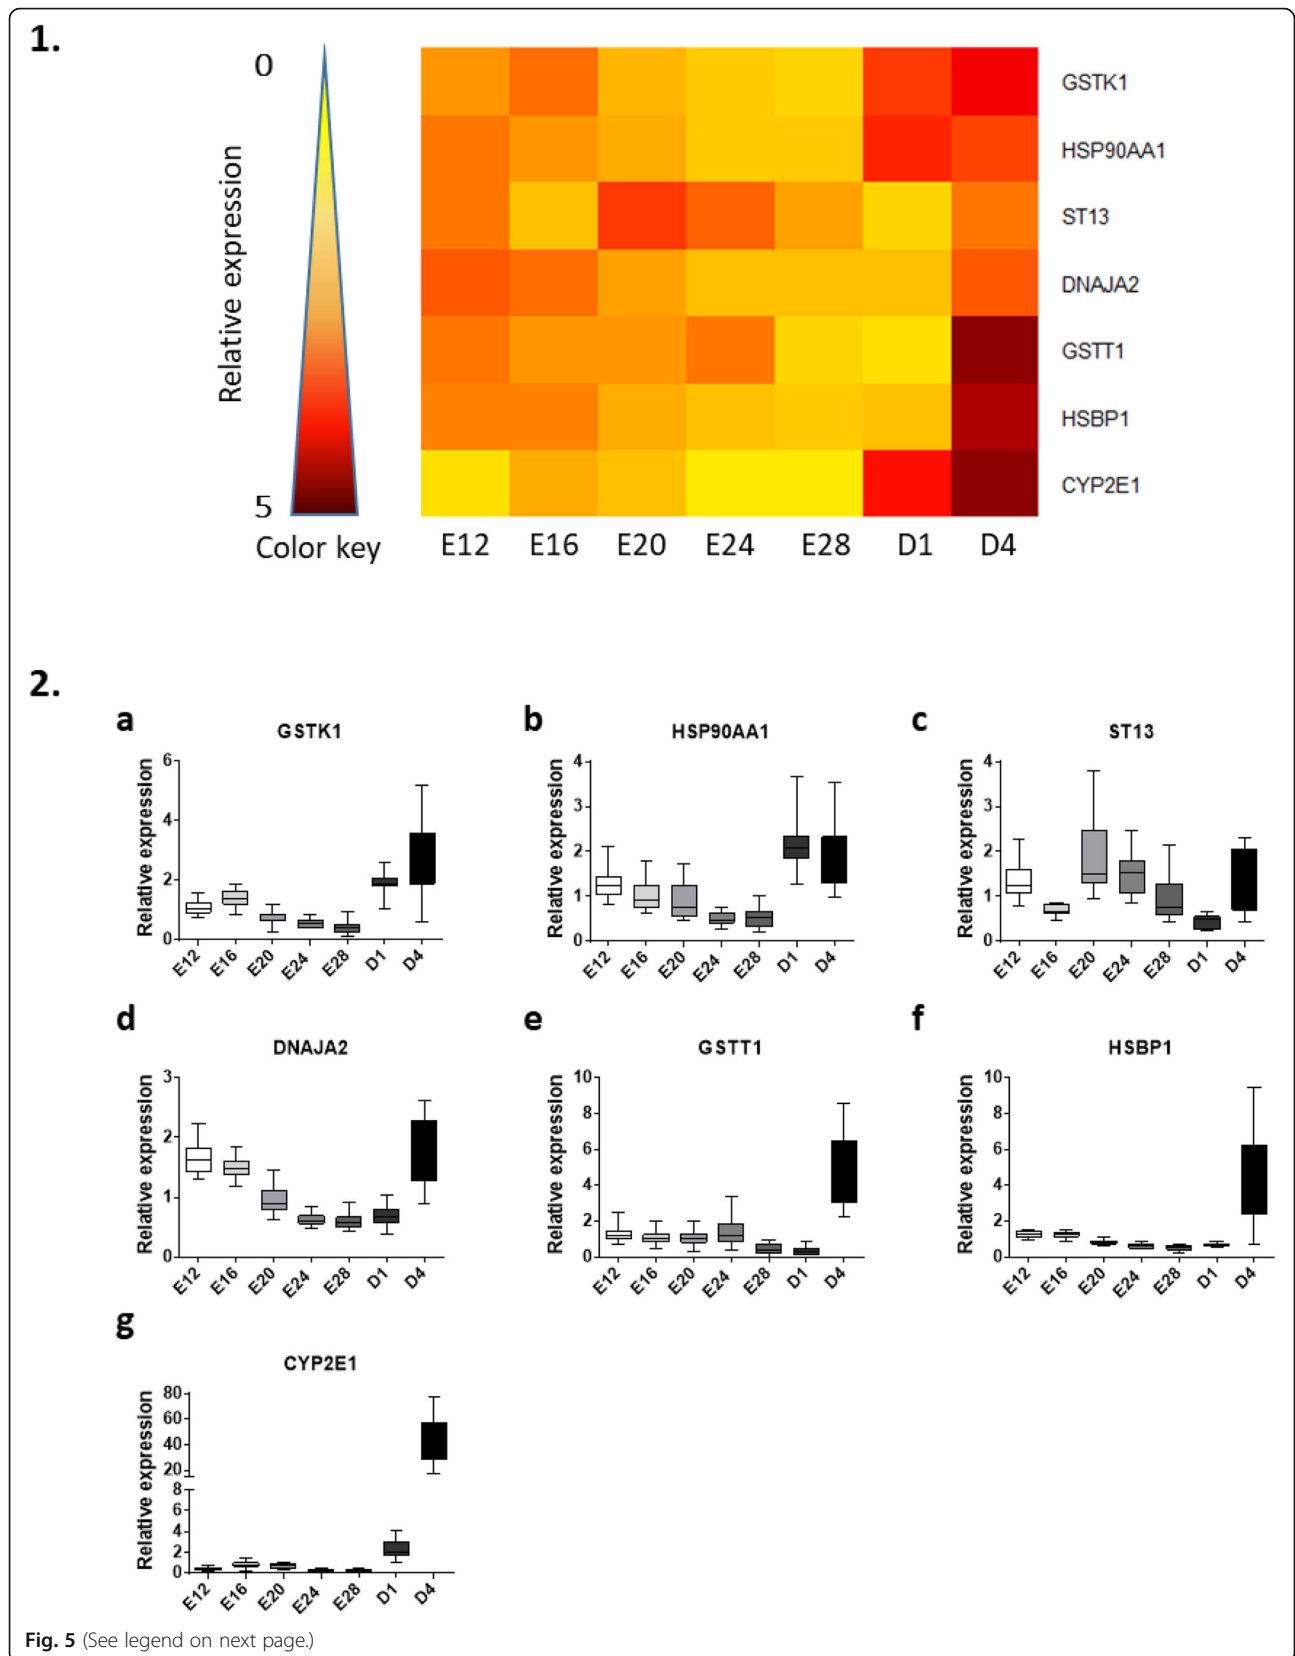 1.
0
Relative expression
5
Color key
GSTK1
HSP90AA1
ST13
DNAJA2
GSTT1
HSBP1
CYP2E1
E12 E16 E20 E24 E28 D1 D4
2.
a
GSTK1
Relative expression
6
4
2
0
E12 E16 E20 E24 E28 D1 D4
b
HSP90AA1
Relative expression
4
3
2
1
0
E12 E16 E20 E24 E28 D1 D4
c
ST13
Relative expression
4
3
2
1
0
E12 E16 E20 E24 E28 D1 D4
d
DNAJA2
Relative expression
3
2
1
0
E12 E16 E20 E24 E28 D1 D4
e
GSTT1
Relative expression
10
8
6
4
2
0
E12 E16 E20 E24 E28 D1 D4
f
HSBP1
Relative expression
10
8
6
4
2
0
E12 E16 E20 E24 E28 D1 D4
g
CYP2E1
Relative expression
80
60
40
20
8
6
4
2
0
E12 E16 E20 E24 E28 D1 D4
Fig. 5 (See legend on next page.)